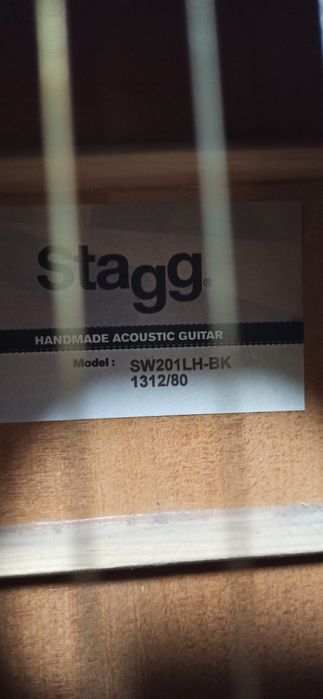 Stagg®
HANDMADE ACOUSTIC GUITAR
Model : SW201LH-BK
1312/80